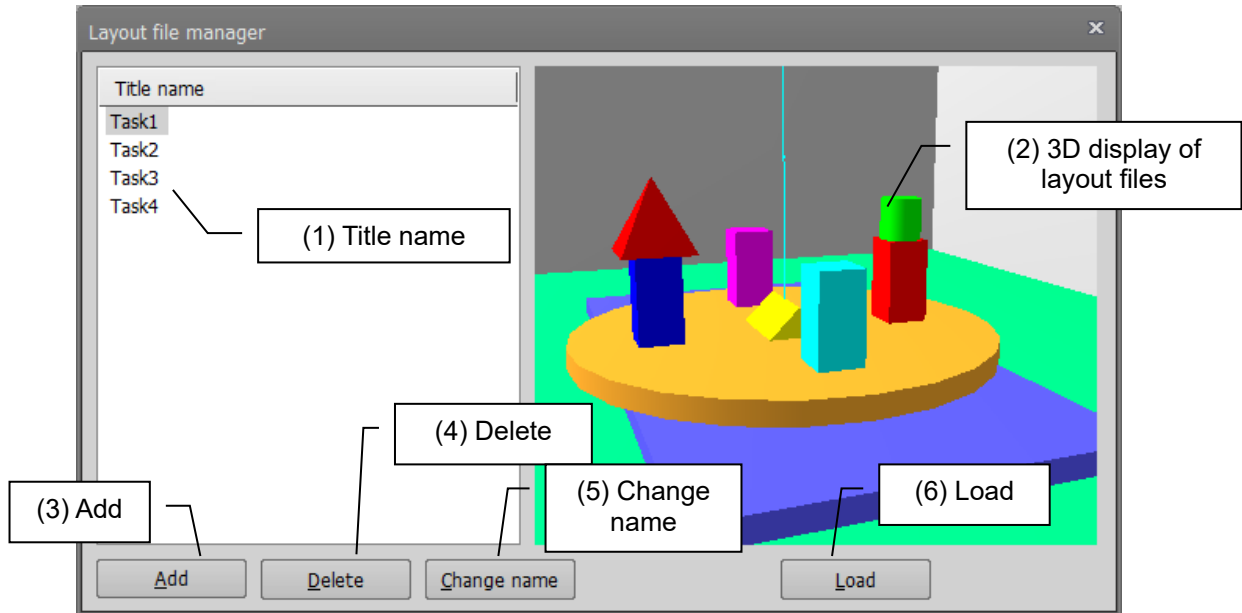 Layout file manager
Title name
Task1
Task2
Task3
Task4
(1) Title name
(2) 3D display of
layout files
(3) Add
(4) Delete
(5) Change
name
(6) Load
Add
Delete
Change name
Load